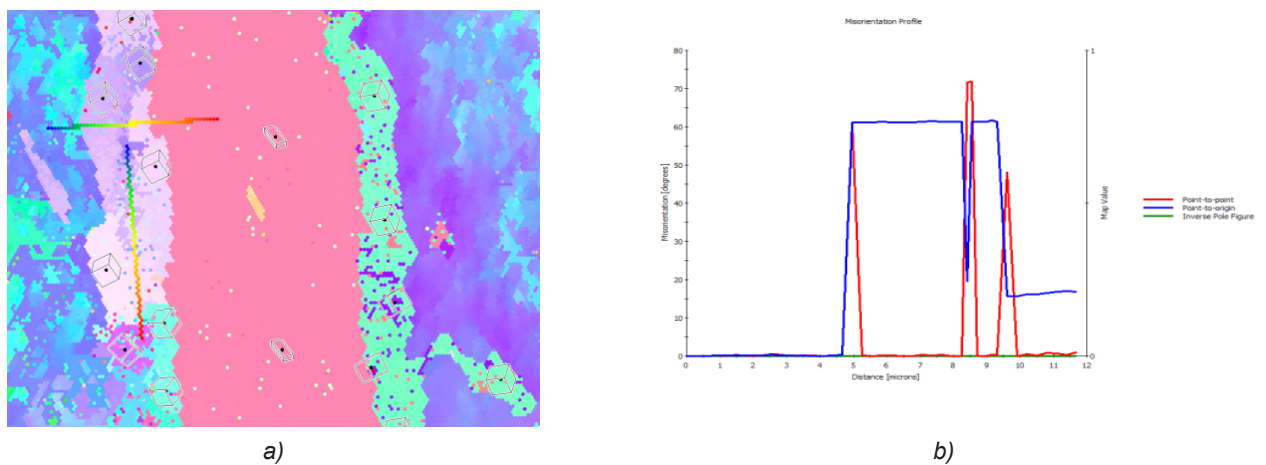 Misorientation Profile
80
70
60
50
40
30
20
10
0
Misorientation [degrees]
0 1 2 3 4 5 6 7 8 9 10 11 12
Distance [microns]
1
0
Map Value
Point-to-point
Point-to-origin
Inverse Pole Figure
a)
b)